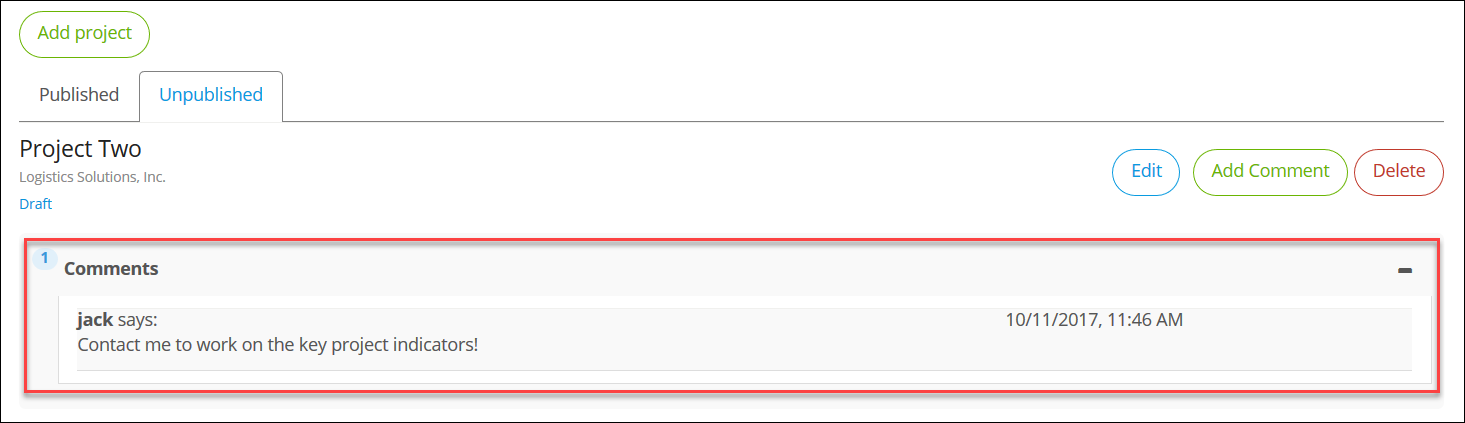 Add project
Published
Unpublished
Project Two
Logistics Solutions, Inc.
Draft
Edit
Add Comment
Delete
1
Comments
jack says:
10/11/2017, 11:46 AM
Contact me to work on the key project indicators!